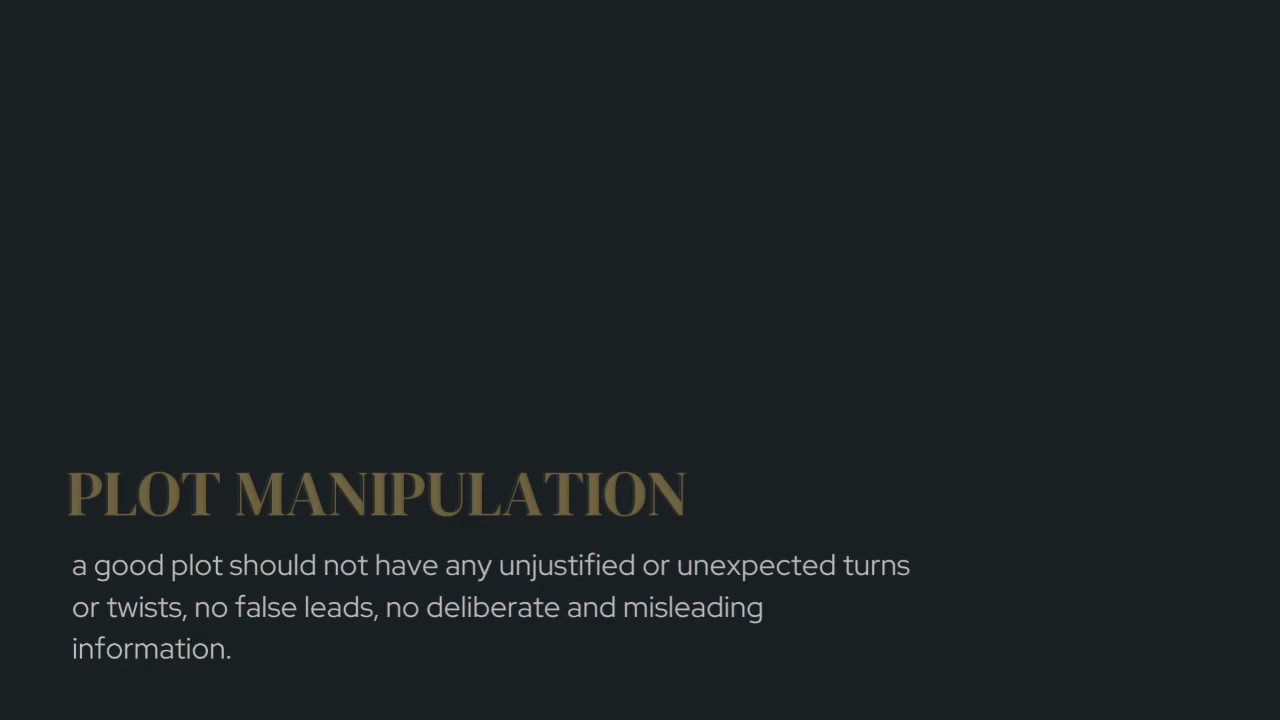 PLOT MANIPULATION
a good plot should not have any unjustified or unexpected turns
or twists, no false leads, no deliberate and misleading
information.